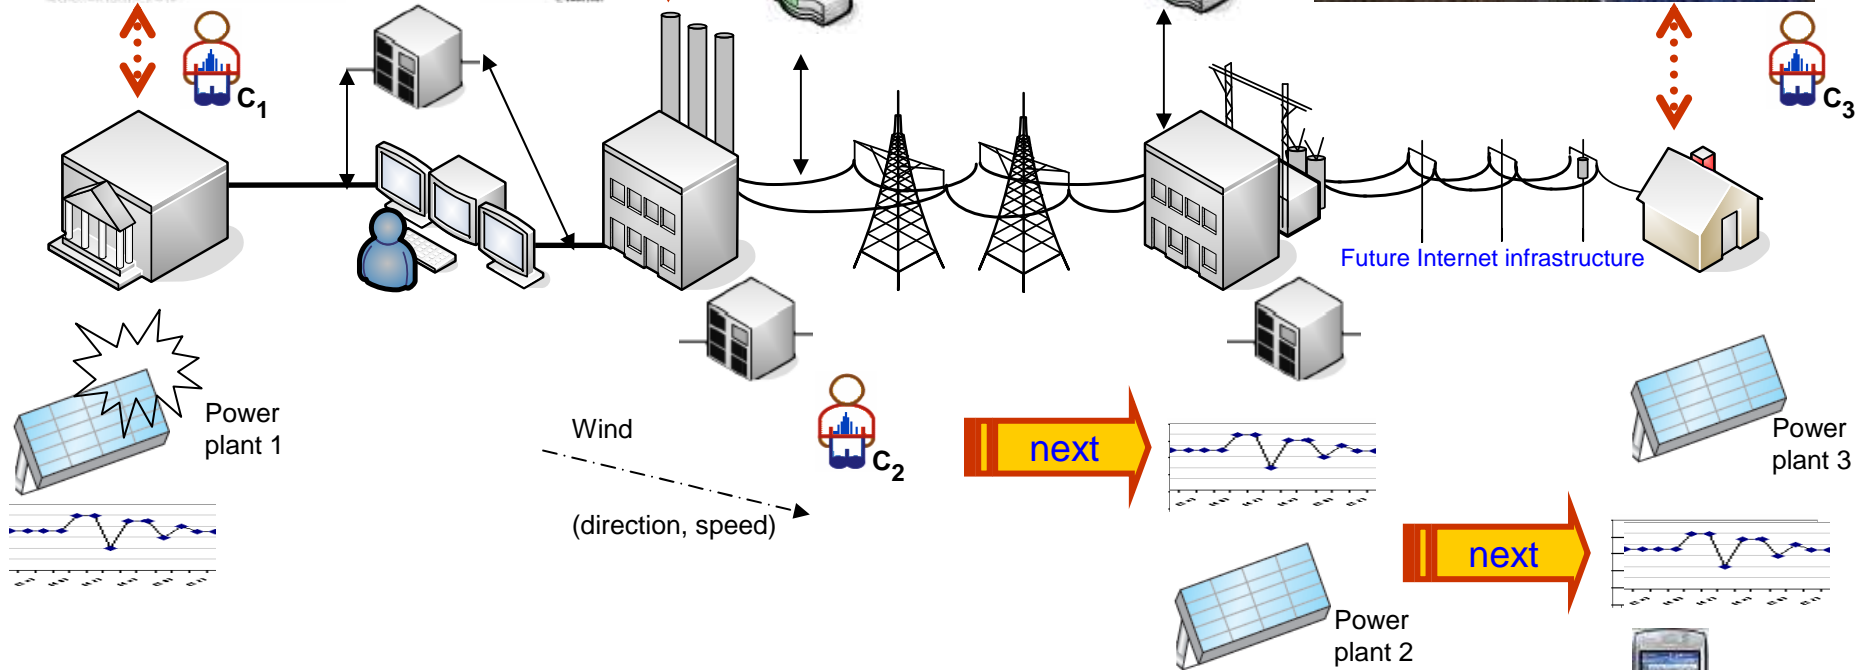 C1
C3
Future Internet infrastructure
Power
plant 1
Wind
(direction, speed)
C2
next
Power
plant 3
next
Power
plant 2